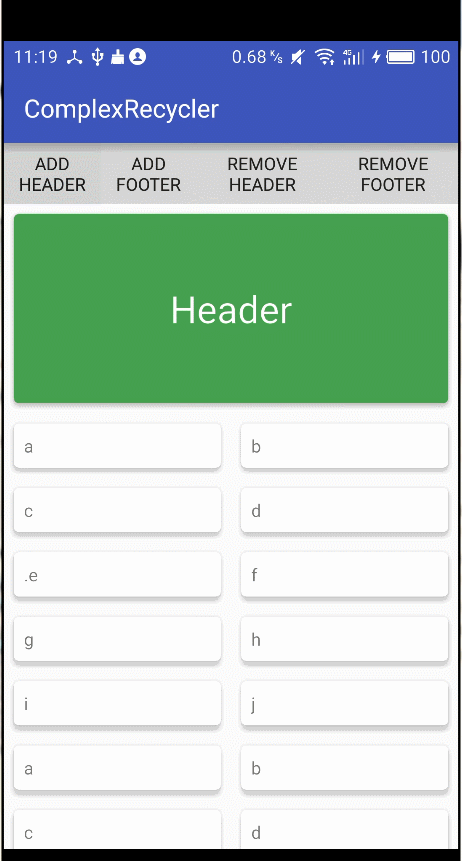 11:19 0.68 K/s 4G 100
ComplexRecycler
ADD HEADER
ADD FOOTER
REMOVE HEADER
REMOVE FOOTER
Header
a b
c d
.e f
g h
i j
a b
c d